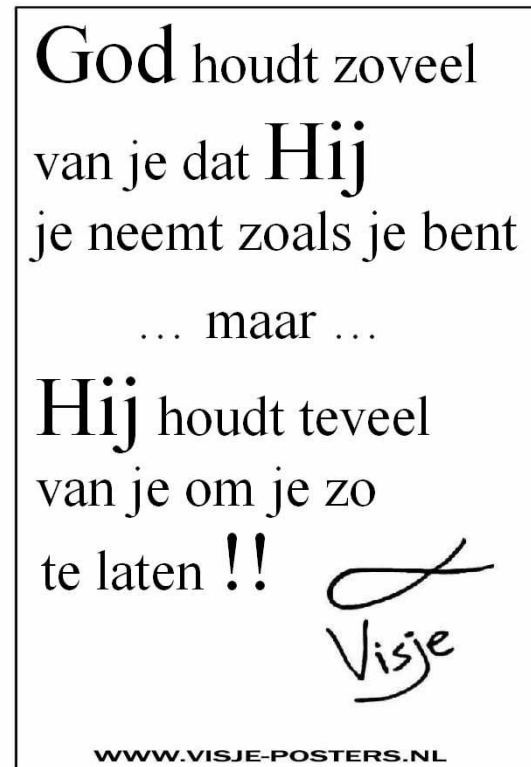 God houdt zoveel
van je dat Hij
je neemt zoals je bent
... maar ...
Hij houdt teveel
van je om je zo
te laten !!
Visje
WWW.VISJE-POSTERS.NL